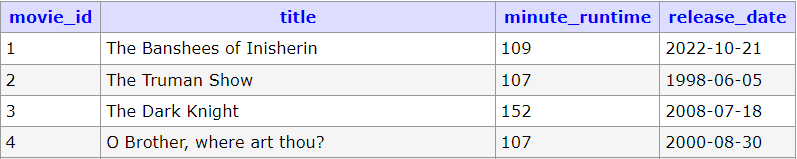 movie_id title minute_runtime release_date
1 The Banshees of Inisherin 109 2022-10-21
2 The Truman Show 107 1998-06-05
3 The Dark Knight 152 2008-07-18
4 O Brother, where art thou? 107 2000-08-30